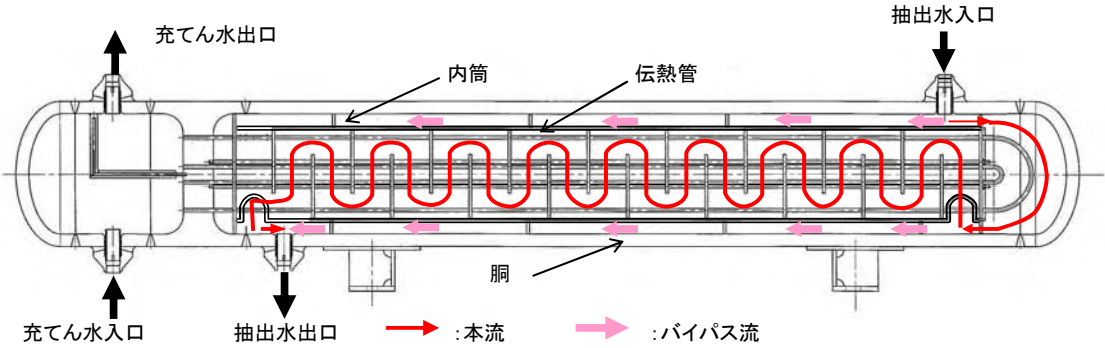 抽出水入口
充てん水出口
内筒
伝熱管
胴
充てん水入口
抽出水出口
:本流
:バイパス流